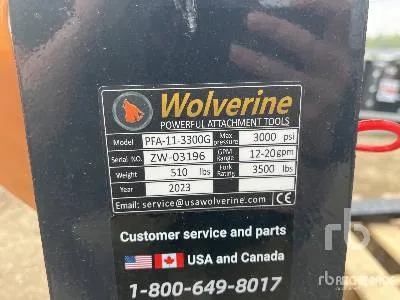 Wolverine
POWERFUL ATTACHMENT TOOLS
Model PFA-11-3300G Max pressure 3000 psi
Serial NO. ZW-03196 GPM Range 12-20gpm
Weight 510 lbs Fork Rating 3500 lbs
Year 2023
Email: service@usawolverine.com CE
Customer service and parts
USA and Canada
1-800-649-8017
rb